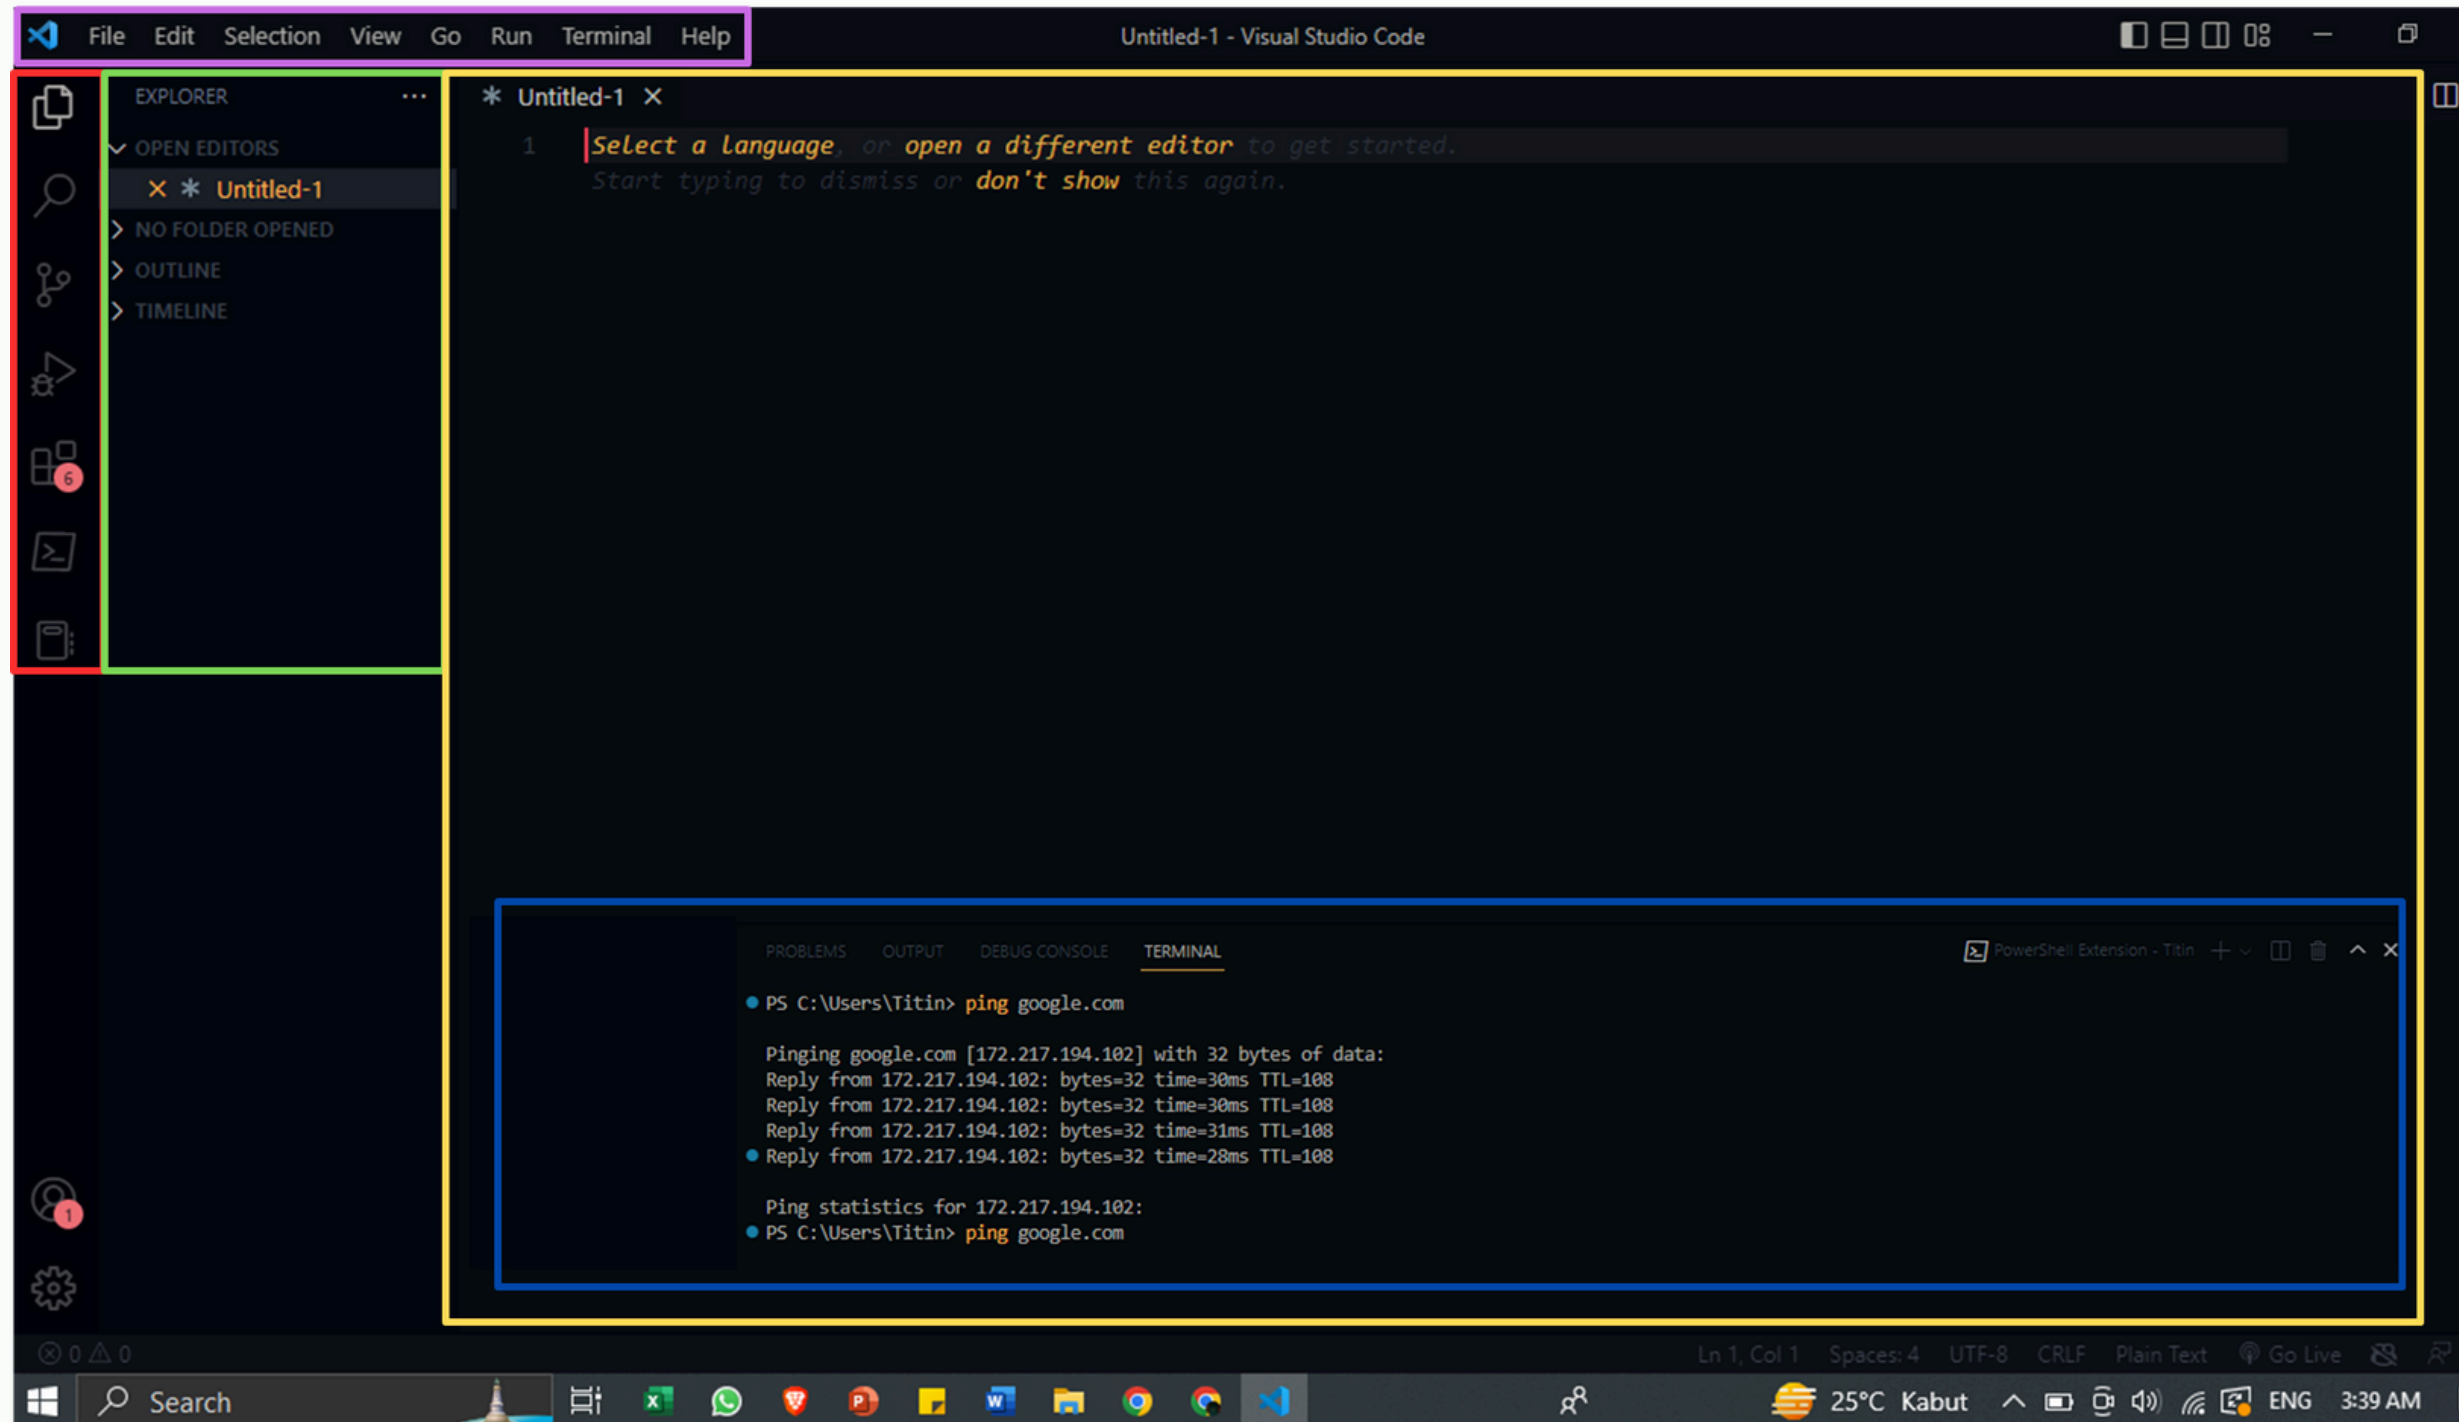 File Edit Selection View Go Run Terminal Help
Untitled-1 - Visual Studio Code
EXPLORER ...
OPEN EDITORS
Untitled-1
NO FOLDER OPENED
OUTLINE
TIMELINE
6
1
Untitled-1
1 Select a language, or open a different editor to get started.
Start typing to dismiss or don't show this again.
PROBLEMS OUTPUT DEBUG CONSOLE TERMINAL
PowerShell Extension - Titin
PS C:\Users\Titin> ping google.com
Pinging google.com [172.217.194.102] with 32 bytes of data:
Reply from 172.217.194.102: bytes=32 time=30ms TTL=108
Reply from 172.217.194.102: bytes=32 time=30ms TTL=108
Reply from 172.217.194.102: bytes=32 time=31ms TTL=108
Reply from 172.217.194.102: bytes=32 time=28ms TTL=108
Ping statistics for 172.217.194.102:
PS C:\Users\Titin> ping google.com
0 0
Ln 1, Col 1 Spaces: 4 UTF-8 CRLF Plain Text Go Live
Search
25°C Kabut ENG 3:39 AM